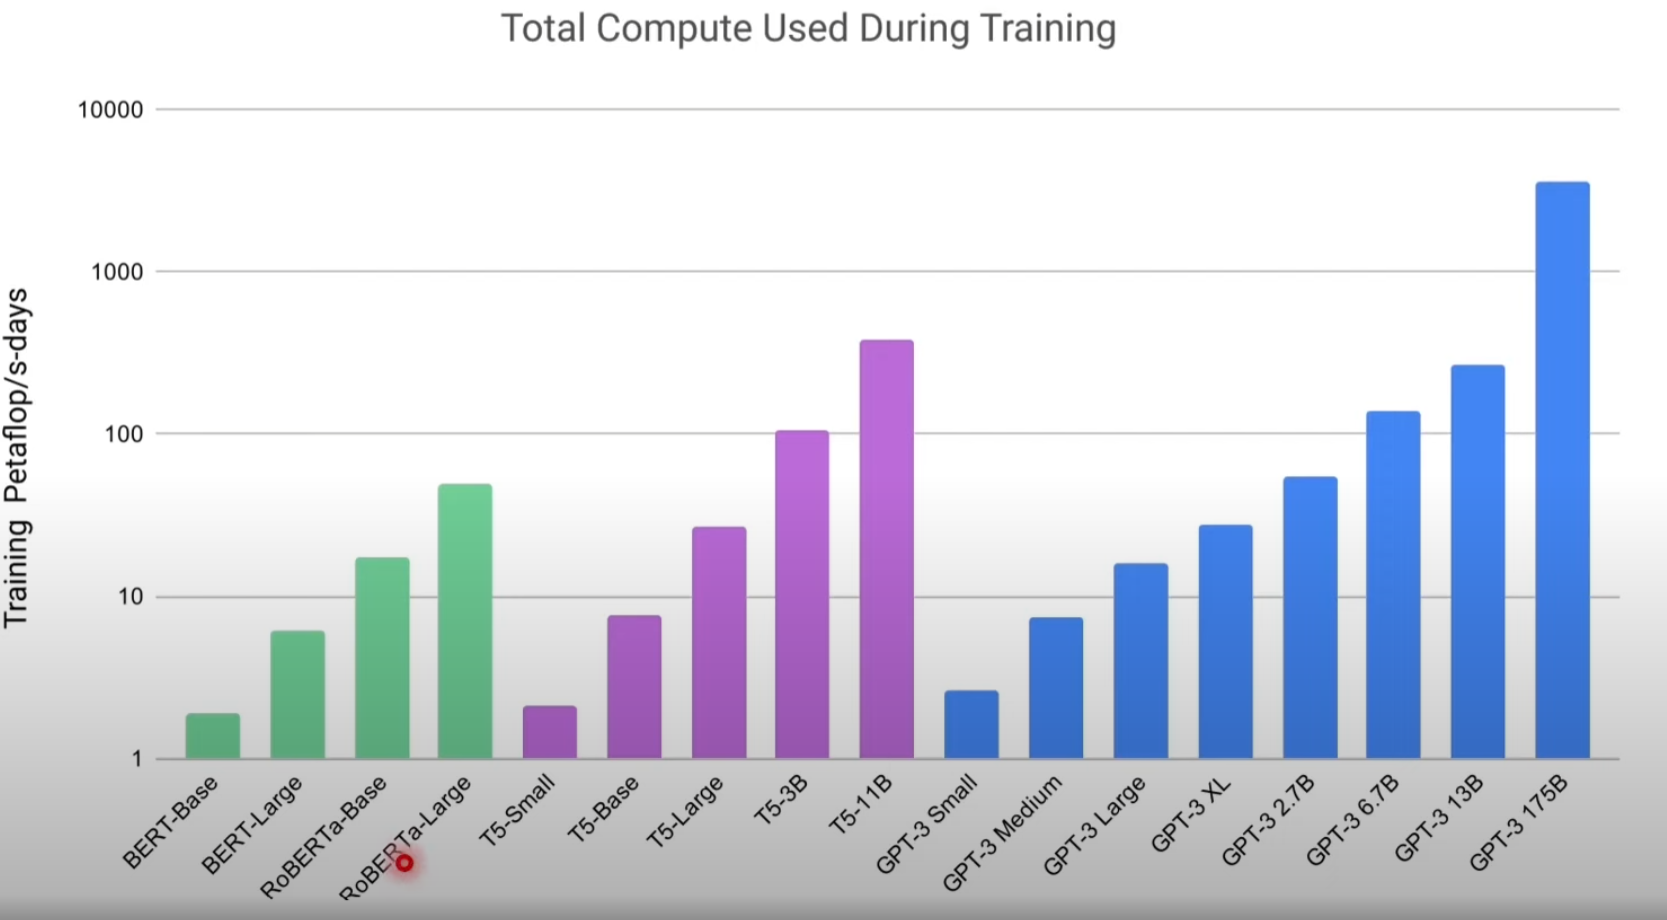 Total Compute Used During Training
Training Petaflop/s-days
10000
1000
100
10
1
BERT-Base
BERT-Large
RoBERTa-Base
RoBERTa-Large
T5-Small
T5-Base
T5-Large
T5-3B
T5-11B
GPT-3 Small
GPT-3 Medium
GPT-3 Large
GPT-3 XL
GPT-3 2.7B
GPT-3 6.7B
GPT-3 13B
GPT-3 175B